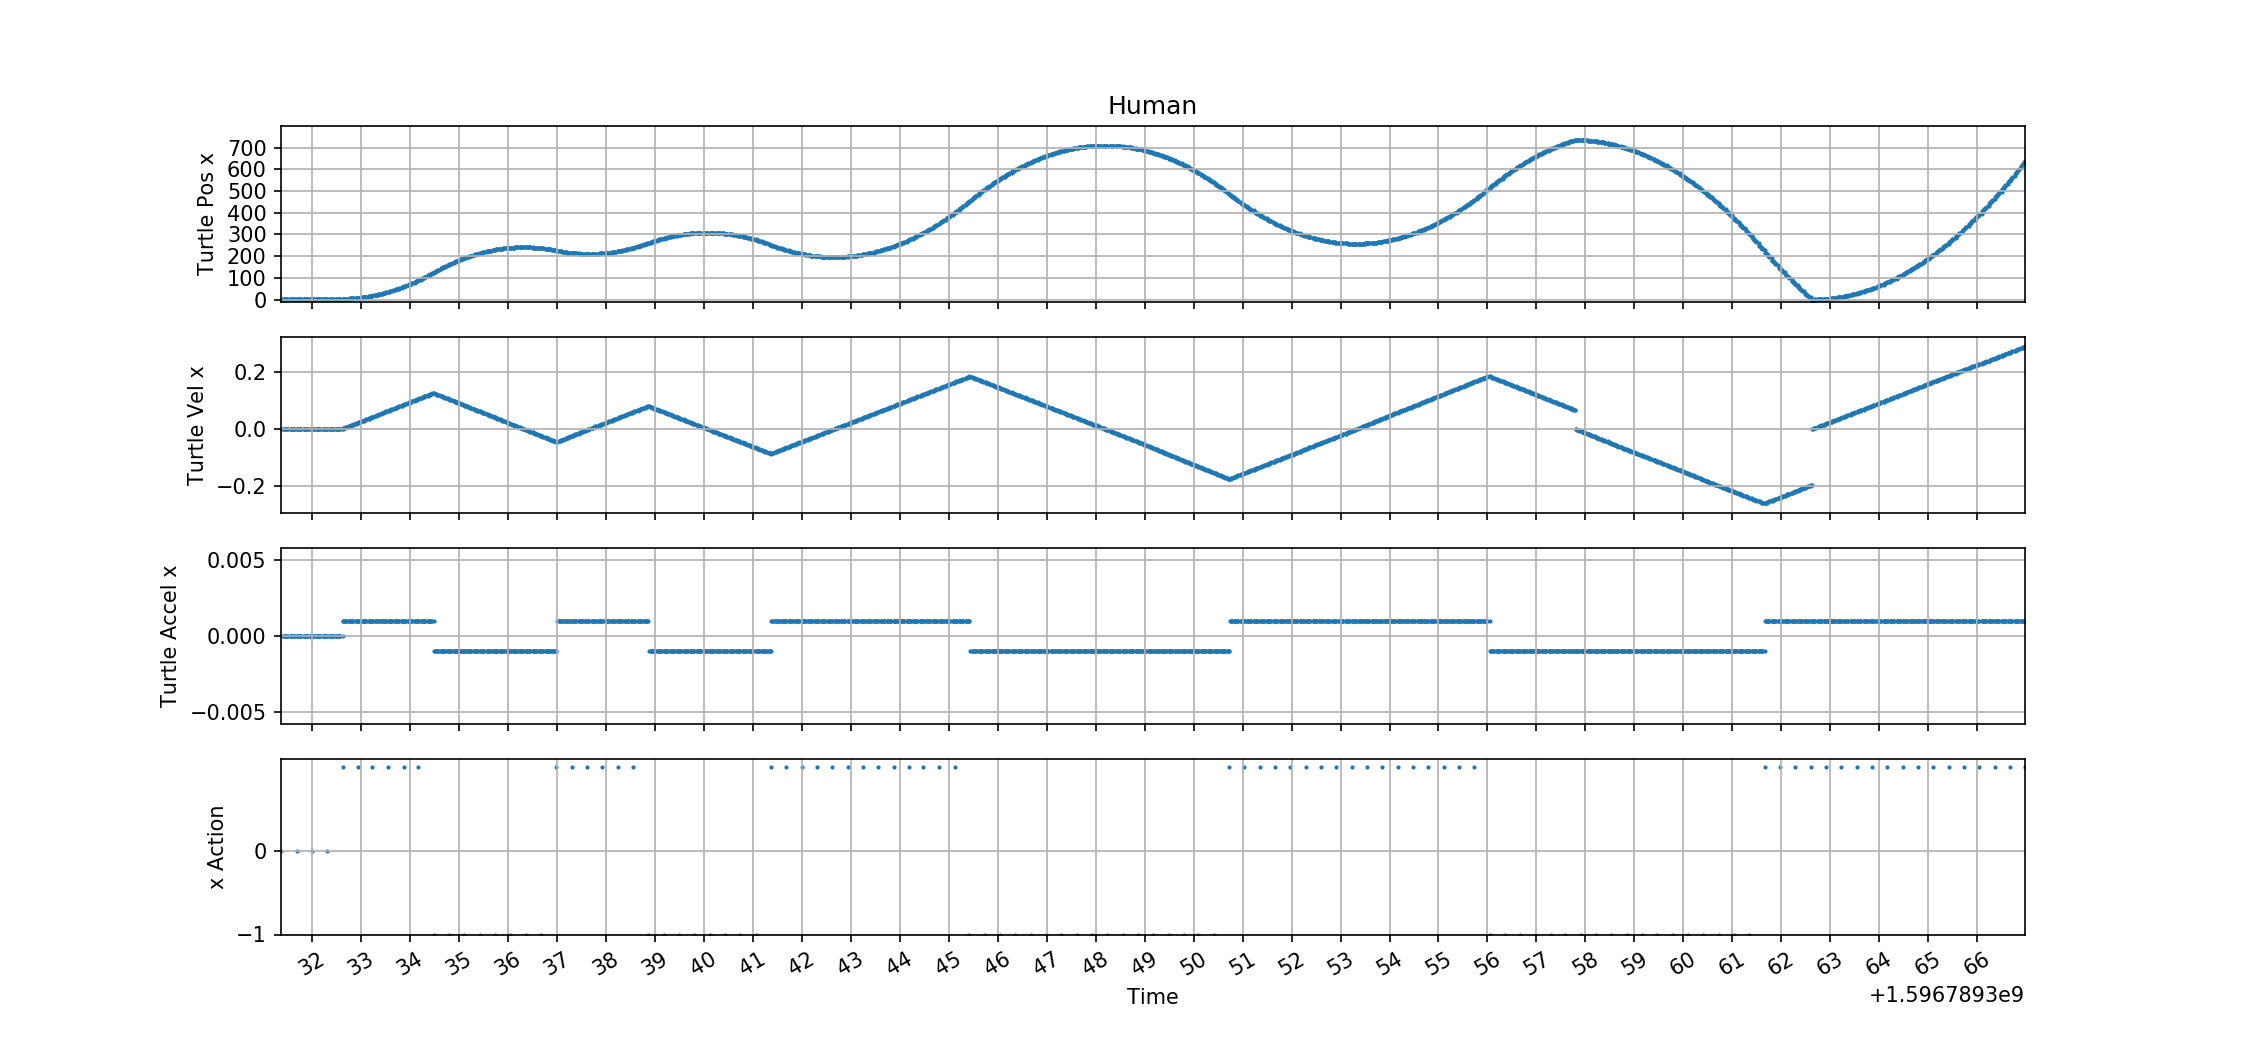 Human
Turtle Pos x
700
600
500
400
300
200
100
0
Turtle Vel x
0.2
0.0
−0.2
Turtle Accel x
0.005
0.000
−0.005
x Action
0
−1
32 33 34 35 36 37 38 39 40 41 42 43 44 45 46 47 48 49 50 51 52 53 54 55 56 57 58 59 60 61 62 63 64 65 66
Time
+1.5967893e9